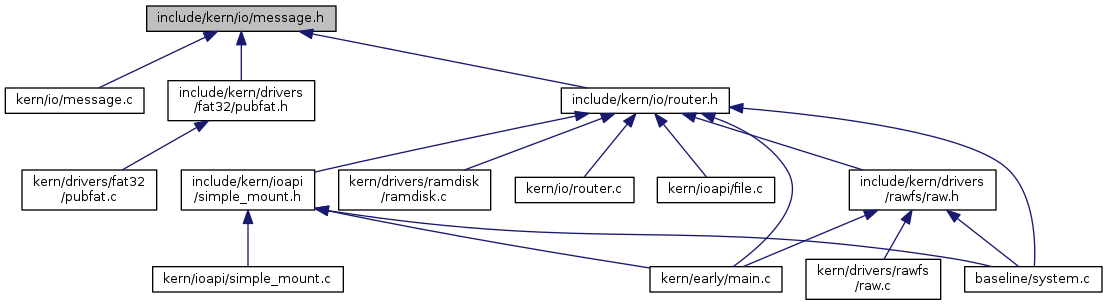 include/kern/io/message.h
kern/io/message.c
include/kern/drivers
/fat32/pubfat.h
include/kern/io/router.h
kern/drivers/fat32
/pubfat.c
include/kern/ioapi
/simple_mount.h
kern/drivers/ramdisk
/ramdisk.c
kern/io/router.c
kern/ioapi/file.c
include/kern/drivers
/rawfs/raw.h
kern/ioapi/simple_mount.c
kern/early/main.c
kern/drivers/rawfs
/raw.c
baseline/system.c